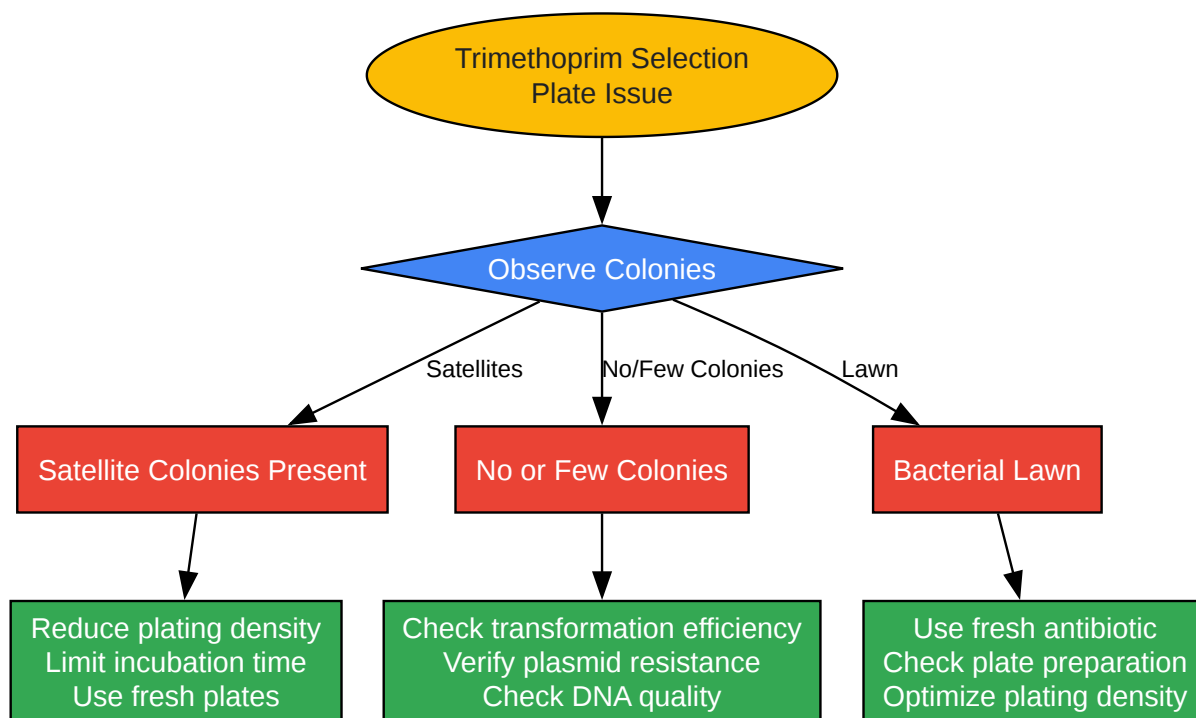 Trimethoprim Selection
Plate Issue
Observe Colonies
Satellites
No/Few Colonies
Lawn
Satellite Colonies Present
No or Few Colonies
Bacterial Lawn
Reduce plating density
Limit incubation time
Use fresh plates
Check transformation efficiency
Verify plasmid resistance
Check DNA quality
Use fresh antibiotic
Check plate preparation
Optimize plating density